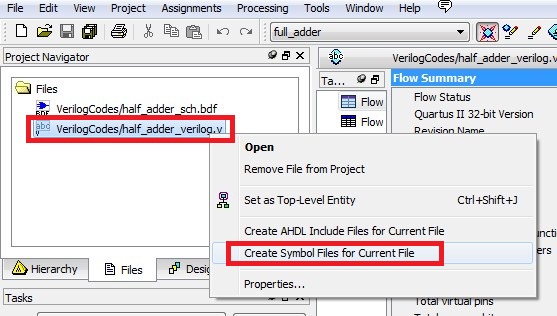 File Edit View Project Assignments Processing Tools Window Help
full_adder
Project Navigator
Files
VerilogCodes/half_adder_sch.bdf
VerilogCodes/half_adder_verilog.v
Hierarchy Files Desig
Tasks
VerilogCodes/half_adder_verilog.v
Ta...
Flow
Flow
Flow Summary
Flow Status
Quartus II 32-bit Version
Revision Name
Total virtual pins
Open
Remove File from Project
Set as Top-Level Entity Ctrl+Shift+J
Create AHDL Include Files for Current File
Create Symbol Files for Current File
Properties...